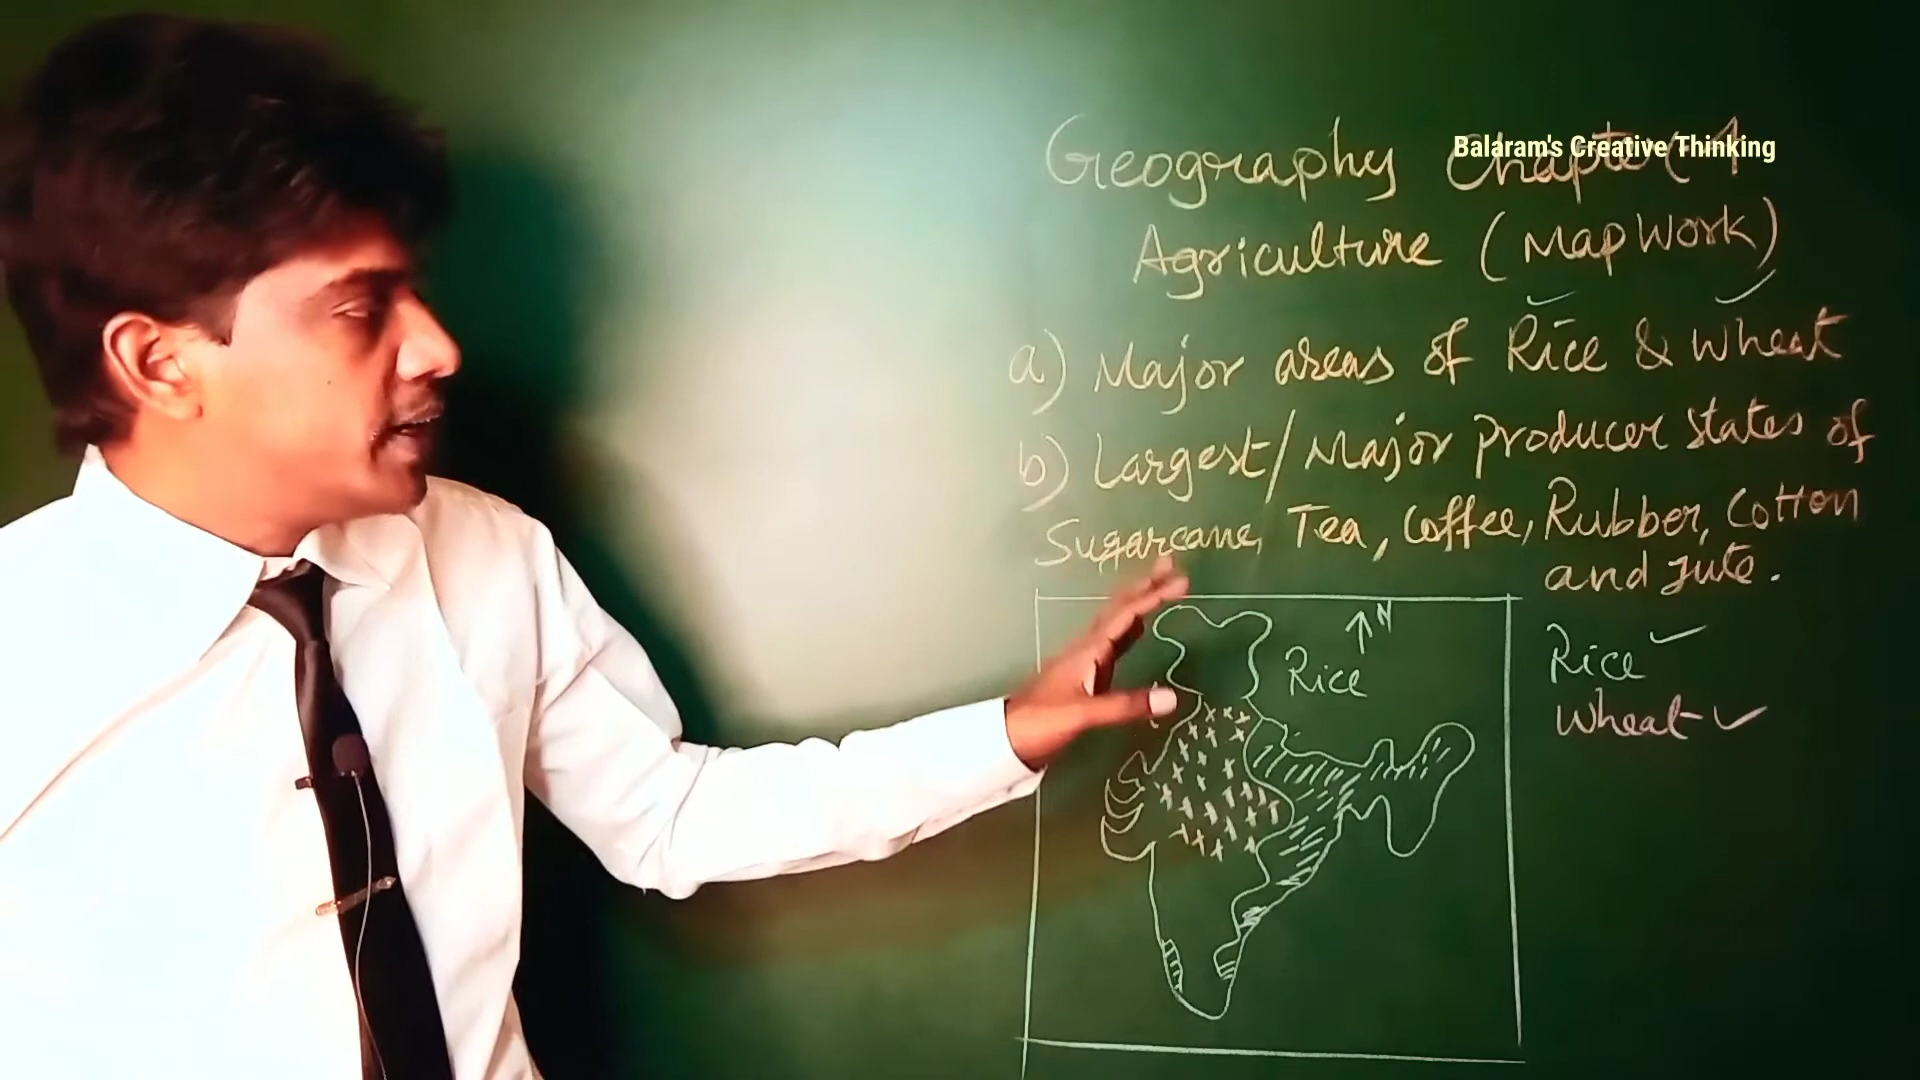 Balaram's Creative Thinking
Geography Chapter 4
Agriculture (Map Work)
a) Major areas of Rice & Wheat
b) Largest/Major producer states of
Sugarcane, Tea, Coffee, Rubber, Cotton
and Jute.
N
Rice
Rice
Wheat